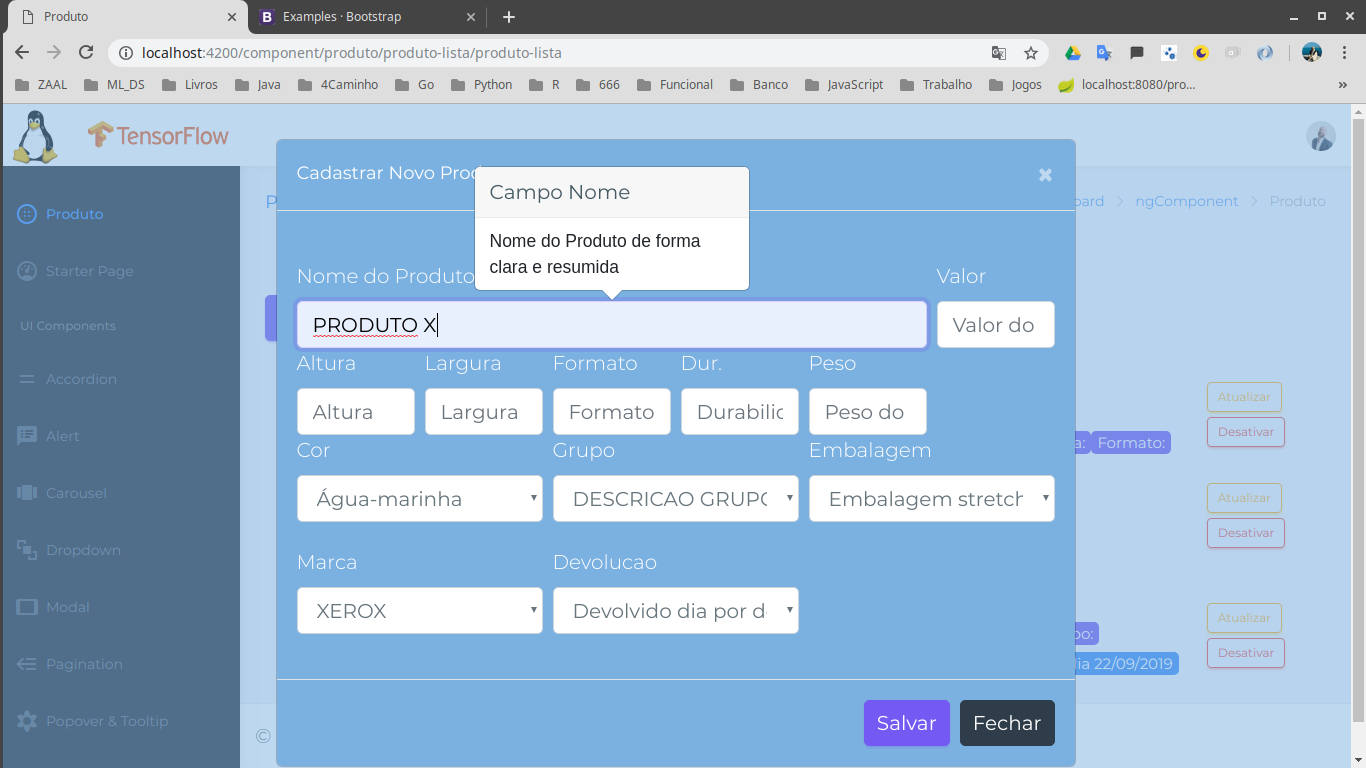 Produto
Examples · Bootstrap
localhost:4200/component/produto/produto-lista/produto-lista
ZAAL
ML_DS
Livros
Java
4Caminho
Go
Python
R
666
Funcional
Banco
JavaScript
Trabalho
Jogos
localhost:8080/pro...
»
TensorFlow
Cadastrar Novo
×
Campo Nome
Nome do Produto de forma
clara e resumida
ngComponent
Produto
Produto
Starter Page
UI Components
Accordion
Alert
Carousel
Dropdown
Modal
Pagination
Popover & Tooltip
Nome do Produto
Valor
PRODUTO X
Valor do
Altura
Largura
Formato
Dur.
Peso
Altura
Largura
Formato
Peso do
Cor
Grupo
Embalagem
Água-marinha
DESCRICAO GRUPO
Embalagem stretch
Marca
Devolucao
XEROX
Devolvido dia por
Salvar
Fechar
Atualizar
Desativar
Formato:
Atualizar
Desativar
Atualizar
Desativar
22/09/2019
©